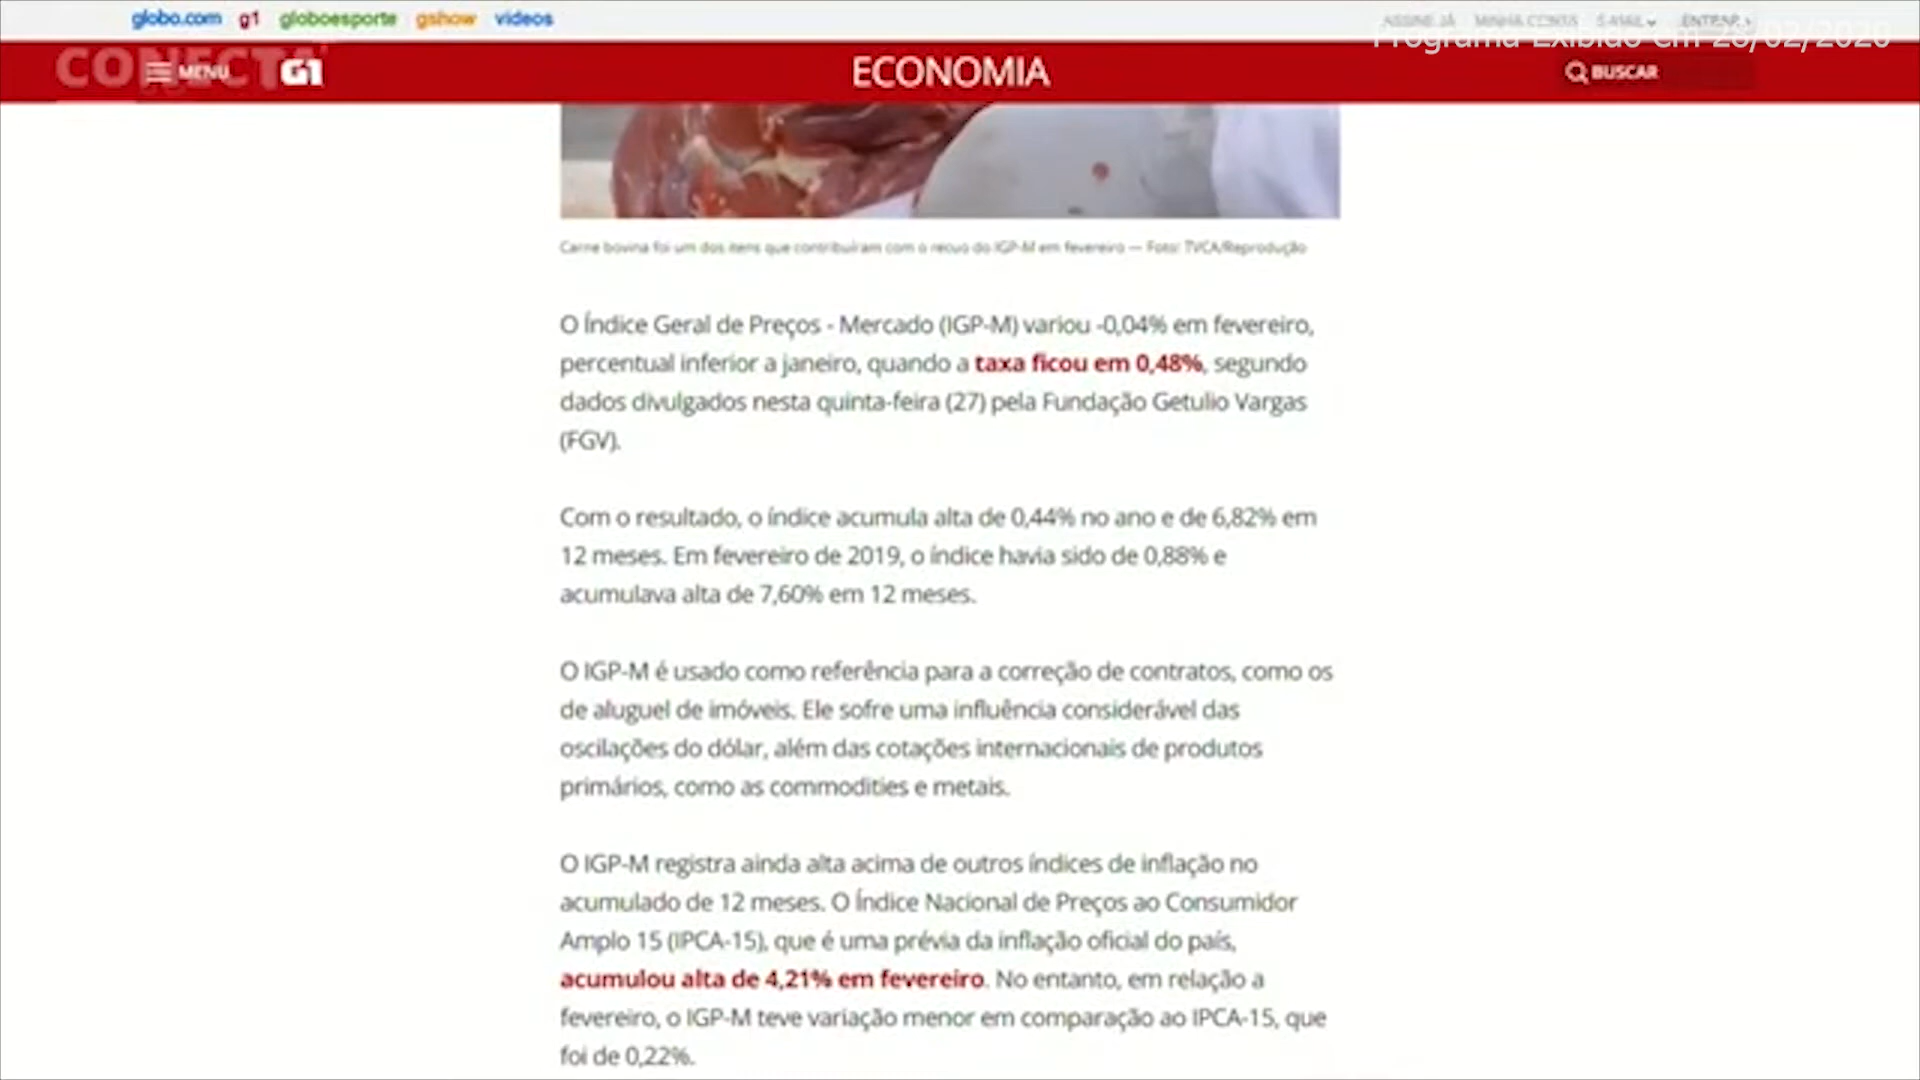 globo.com g1 globoesporte gshow vídeos ASSINE JÁ MINHA CONTA E-MAIL ENTRAR
Programa Exibido em 28/02/2020
CONECTA MENU G1 ECONOMIA BUSCAR
Carne bovina foi um dos itens que contribuíram com o recuo do IGP-M em fevereiro — Foto: TVCA/Reprodução
O Índice Geral de Preços - Mercado (IGP-M) variou -0,04% em fevereiro,
percentual inferior a janeiro, quando a taxa ficou em 0,48%, segundo
dados divulgados nesta quinta-feira (27) pela Fundação Getulio Vargas
(FGV).
Com o resultado, o índice acumula alta de 0,44% no ano e de 6,82% em
12 meses. Em fevereiro de 2019, o índice havia sido de 0,88% e
acumulava alta de 7,60% em 12 meses.
O IGP-M é usado como referência para a correção de contratos, como os
de aluguel de imóveis. Ele sofre uma influência considerável das
oscilações do dólar, além das cotações internacionais de produtos
primários, como as commodities e metais.
O IGP-M registra ainda alta acima de outros índices de inflação no
acumulado de 12 meses. O Índice Nacional de Preços ao Consumidor
Amplo 15 (IPCA-15), que é uma prévia da inflação oficial do país,
acumulou alta de 4,21% em fevereiro. No entanto, em relação a
fevereiro, o IGP-M teve variação menor em comparação ao IPCA-15, que
foi de 0,22%.